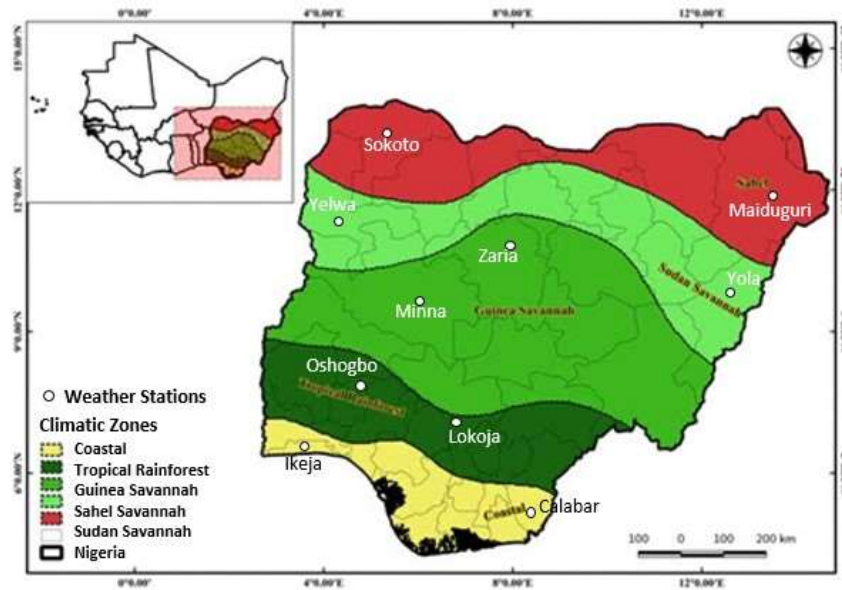 4°0.00' 8°0.00' 12°0.00'
15°0.00'N
12°0.00'N
9°0.00'N
6°0.00'N
Sokoto
Sahel
Maiduguri
Yelwa
Zaria
Yola
Sudan Savannah
Minna
Guinea Savannah
Oshogbo
Tropical Rainforest
Lokoja
Ikeja
Coastal
Calabar
Weather Stations
Climatic Zones
Coastal
Tropical Rainforest
Guinea Savannah
Sahel Savannah
Sudan Savannah
Nigeria
100 0 100 200 km
0°0.00' 4°0.00' 8°0.00' 12°0.00'